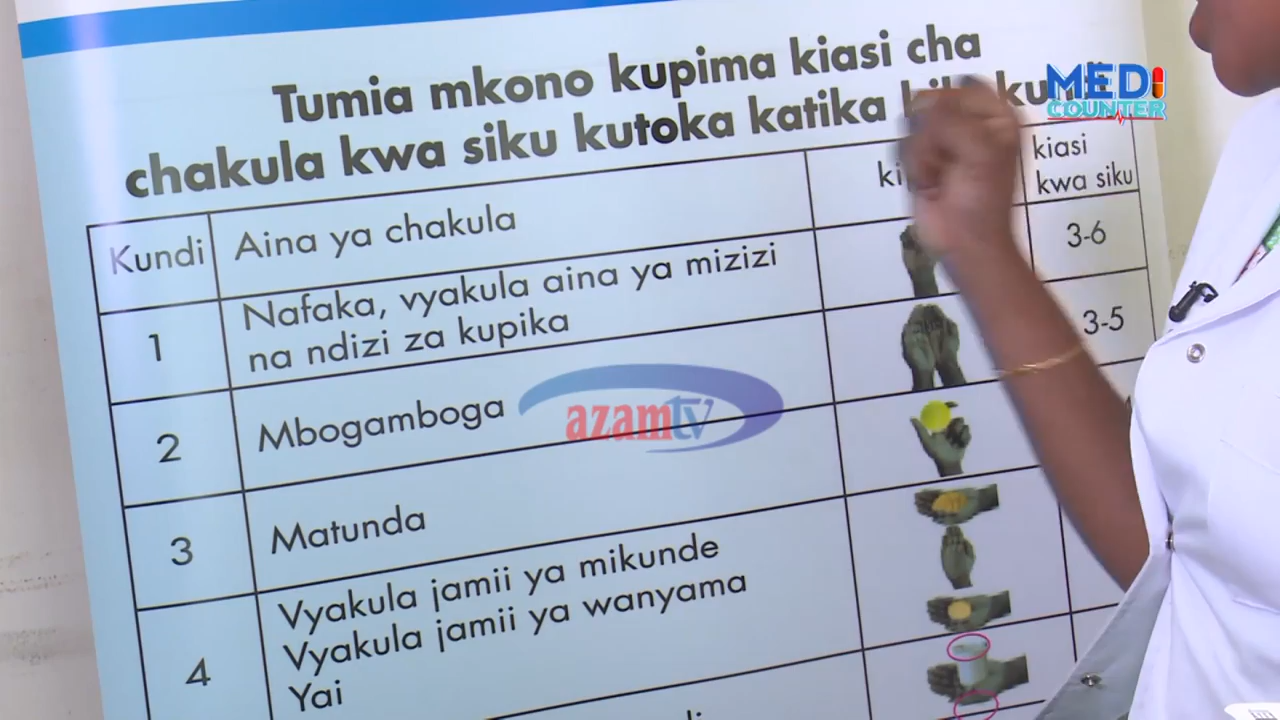 Tumia mkono kupima kiasi cha
chakula kwa siku kutoka katika
MEDI
COUNTER
Kundi
Aina ya chakula
kiasi
kwa siku
1
Nafaka, vyakula aina ya mizizi
na ndizi za kupika
3-6
2
Mbogamboga
3-5
azamtv
3
Matunda
4
Vyakula jamii ya mikunde
Vyakula jamii ya wanyama
Yai